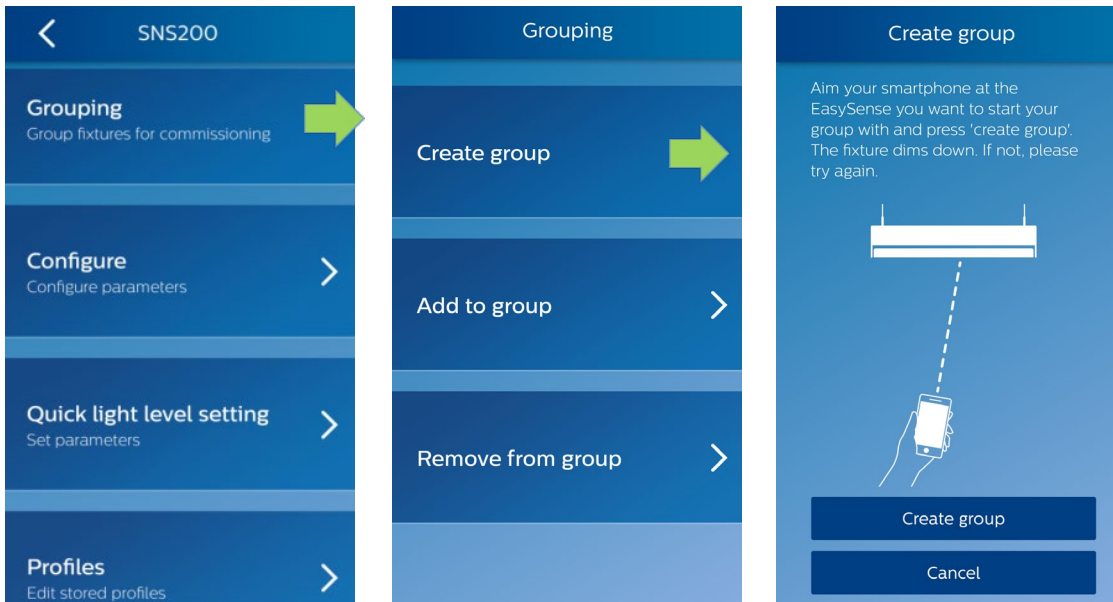 SNS200
Grouping
Group fixtures for commissioning
Configure
Configure parameters
Quick light level setting
Set parameters
Profiles
Edit stored profiles
Grouping
Create group
Add to group
Remove from group
Create group
Aim your smartphone at the
EasySense you want to start your
group with and press 'create group'.
The fixture dims down. If not, please
try again.
Create group
Cancel